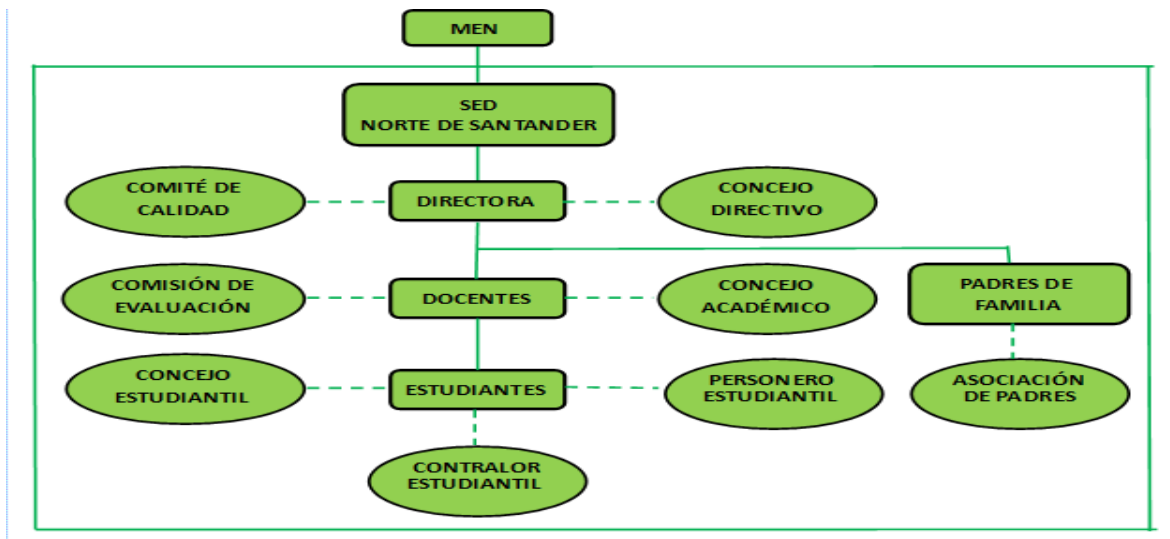 MEN
SED
NORTE DE SANTANDER
COMITÉ DE
CALIDAD
DIRECTORA
CONCEJO
DIRECTIVO
COMISIÓN DE
EVALUACIÓN
DOCENTES
CONCEJO
ACADÉMICO
PADRES DE
FAMILIA
CONCEJO
ESTUDIANTIL
ESTUDIANTES
PERSONERO
ESTUDIANTIL
ASOCIACIÓN
DE PADRES
CONTRALOR
ESTUDIANTIL